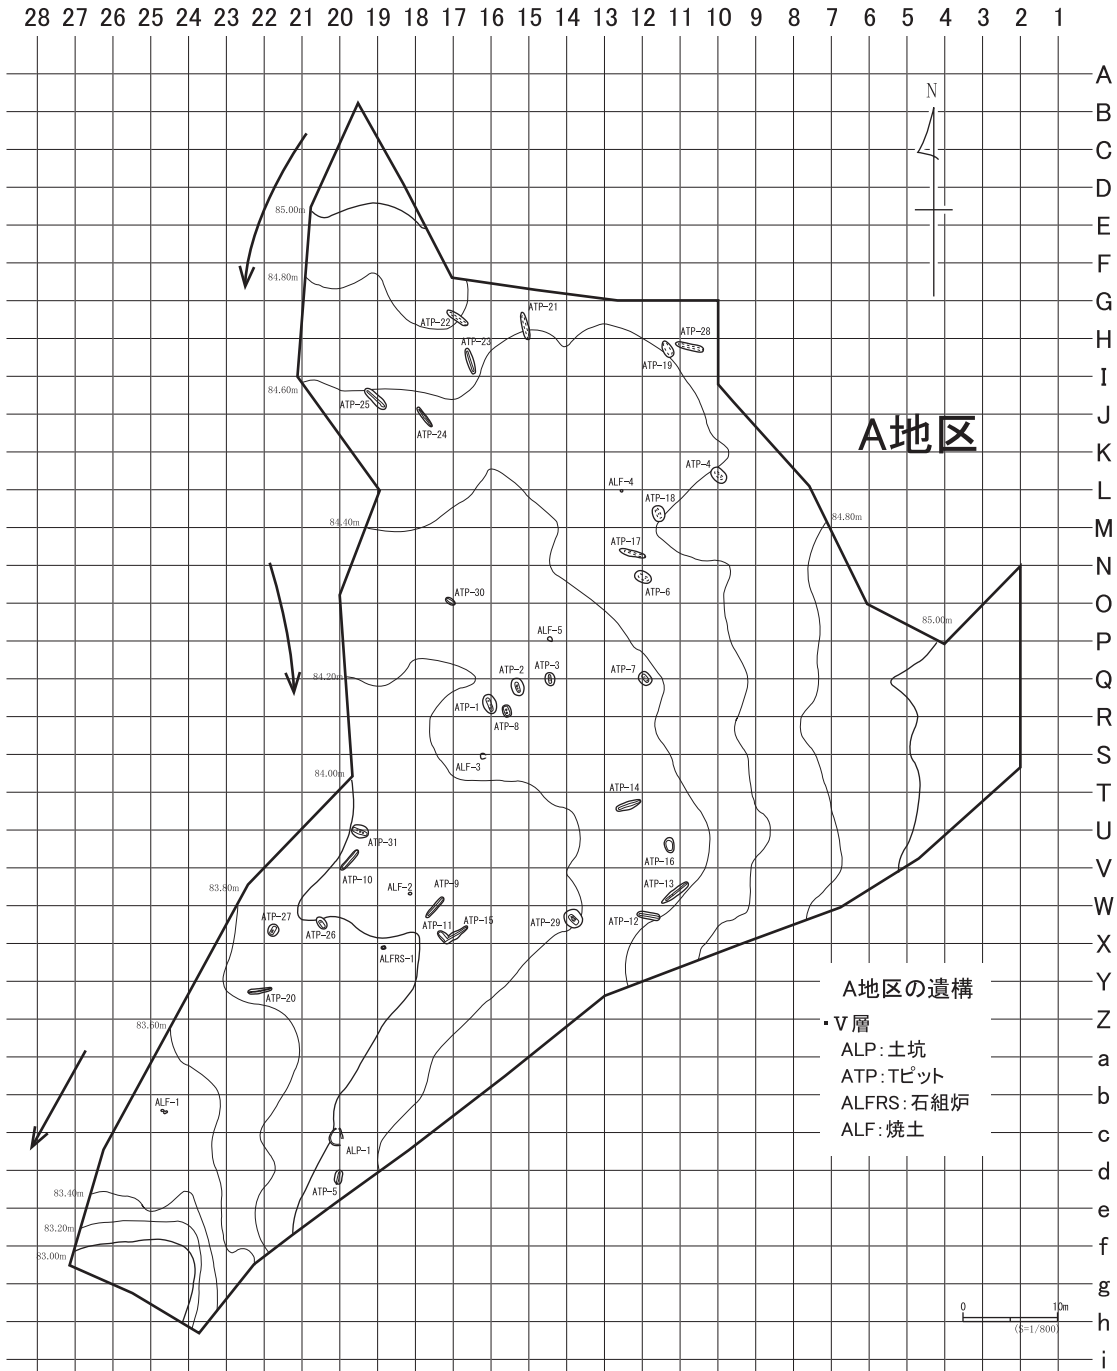 28 27 26 25 24 23 22 21 20 19 18 17 16 15 14 13 12 11 10 9 8 7 6 5 4 3 2 1
A
B
C
D
E
F
G
H
I
J
K
L
M
N
O
P
Q
R
S
T
U
V
W
X
Y
Z
a
b
c
d
e
f
g
h
i
N
A地区
85.00m
84.80m
84.60m
84.40m
84.20m
84.00m
83.80m
83.60m
83.40m
83.20m
83.00m
84.80m
85.00m
ATP-21
ATP-22
ATP-28
ATP-23
ATP-19
ATP-25
ATP-24
ATP-4
ALF-4
ATP-18
ATP-17
ATP-6
ATP-30
ALF-5
ATP-2
ATP-3
ATP-7
ATP-1
ATP-8
ALF-3
ATP-14
ATP-31
ATP-16
ATP-10
ALF-2
ATP-9
ATP-13
ATP-27
ATP-26
ATP-11
ATP-15
ATP-29
ATP-12
ALFRS-1
ATP-20
ALF-1
ALP-1
ATP-5
A地区の遺構
・V層
ALP:土坑
ATP:Tピット
ALFRS:石組炉
ALF:焼土
0 10m
(S=1/800)